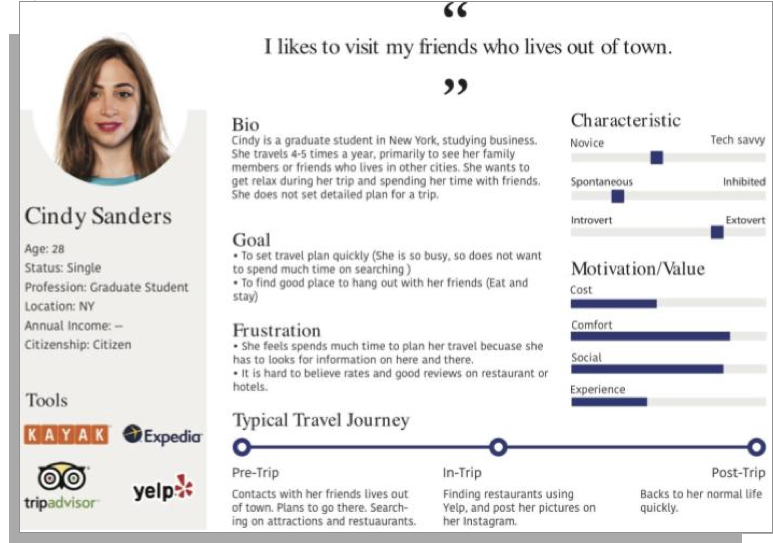 “
I likes to visit my friends who lives out of town.
”
Cindy Sanders
Age: 28
Status: Single
Profession: Graduate Student
Location: NY
Annual Income: --
Citizenship: Citizen
Tools
KAYAK
Expedia
tripadvisor
yelp
Bio
Cindy is a graduate student in New York, studying business.
She travels 4-5 times a year, primarily to see her family
members or friends who lives in other cities. She wants to
get relax during her trip and spending her time with friends.
She does not set detailed plan for a trip.
Goal
• To set travel plan quickly (She is so busy, so does not want
to spend much time on searching )
• To find good place to hang out with her friends (Eat and
stay)
Frustration
• She feels spends much time to plan her travel becuase she
has to looks for information on here and there.
• It is hard to believe rates and good reviews on restaurant or
hotels.
Characteristic
Novice Tech savvy
Spontaneous Inhibited
Introvert Extovert
Motivation/Value
Cost
Comfort
Social
Experience
Typical Travel Journey
Pre-Trip
Contacts with her friends lives out
of town. Plans to go there. Search-
ing on attractions and restuaurants.
In-Trip
Finding restaurants using
Yelp, and post her pictures on
her Instagram.
Post-Trip
Backs to her normal life
quickly.